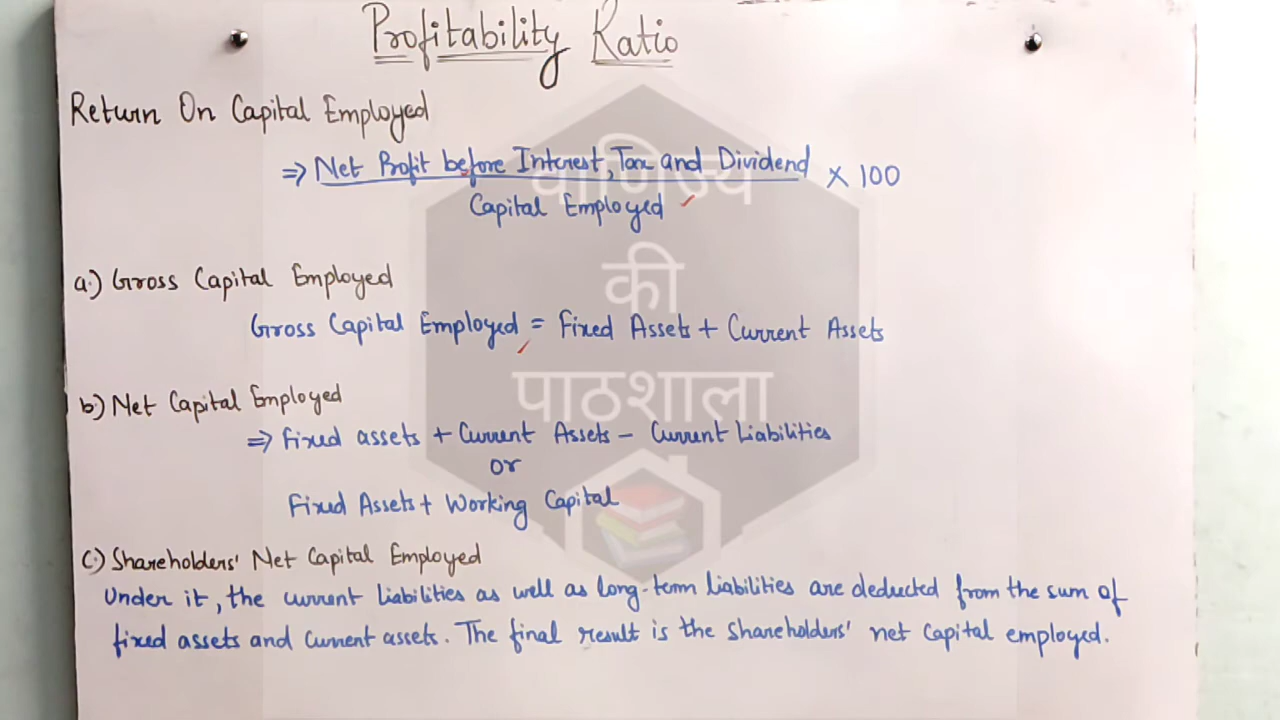 Profitability Ratio
Return On Capital Employed
⇒ Net Profit before Interest, Tax and Dividend × 100
Capital Employed
a.) Gross Capital Employed
Gross Capital Employed = Fixed Assets + Current Assets
b.) Net Capital Employed
⇒ Fixed assets + Current Assets - Current Liabilities
or
Fixed Assets + Working Capital
C.) Shareholders' Net Capital Employed
Under it, the current liabilities as well as long-term liabilities are deducted from the sum of
fixed assets and current assets. The final result is the shareholders' net capital employed.
वाणिज्य
की
पाठशाला